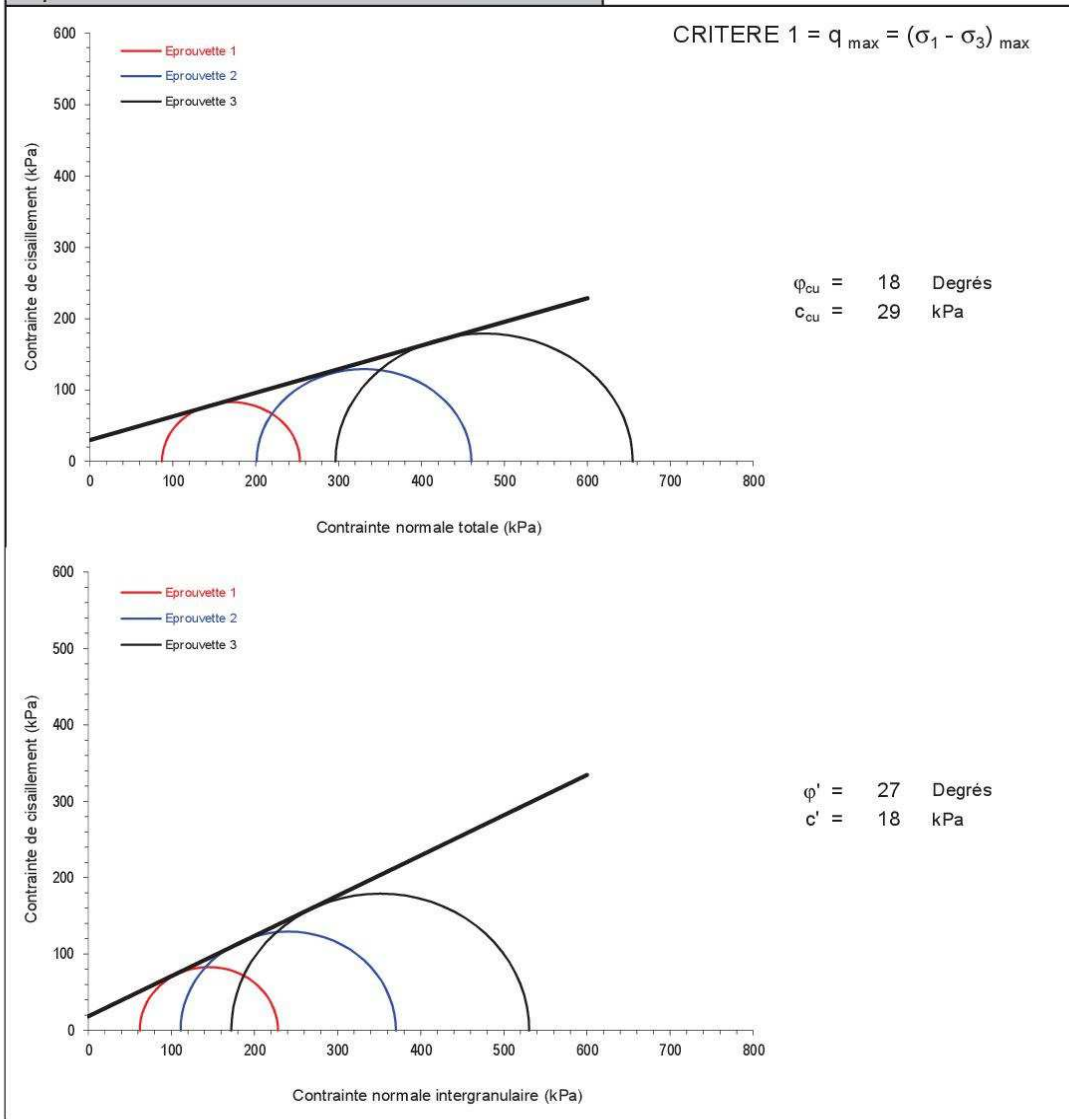 CRITERE 1 = q max = (σ1 - σ3) max
600
500
400
300
200
100
0
Contrainte de cisaillement (kPa)
Eprouvette 1
Eprouvette 2
Eprouvette 3
0 100 200 300 400 500 600 700 800
Contrainte normale totale (kPa)
φcu = 18 Degrés
ccu = 29 kPa
600
500
400
300
200
100
0
Contrainte de cisaillement (kPa)
Eprouvette 1
Eprouvette 2
Eprouvette 3
0 100 200 300 400 500 600 700 800
Contrainte normale intergranulaire (kPa)
φ' = 27 Degrés
c' = 18 kPa